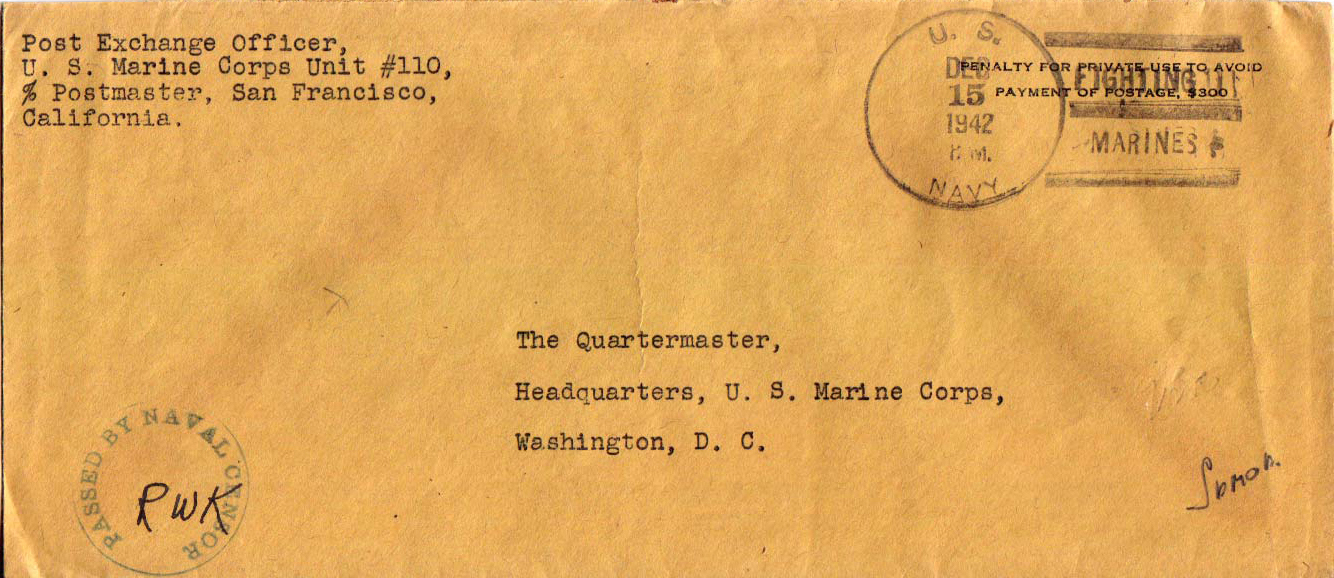 Post Exchange Officer,
U. S. Marine Corps Unit #110,
% Postmaster, San Francisco,
California.
U. S.
DEC
15
1942
M.
NAVY
PENALTY FOR PRIVATE USE TO AVOID
PAYMENT OF POSTAGE, $300
FIGHTING
MARINES
The Quartermaster,
Headquarters, U. S. Marine Corps,
Washington, D. C.
PASSED BY NAVAL CENSOR
RWK